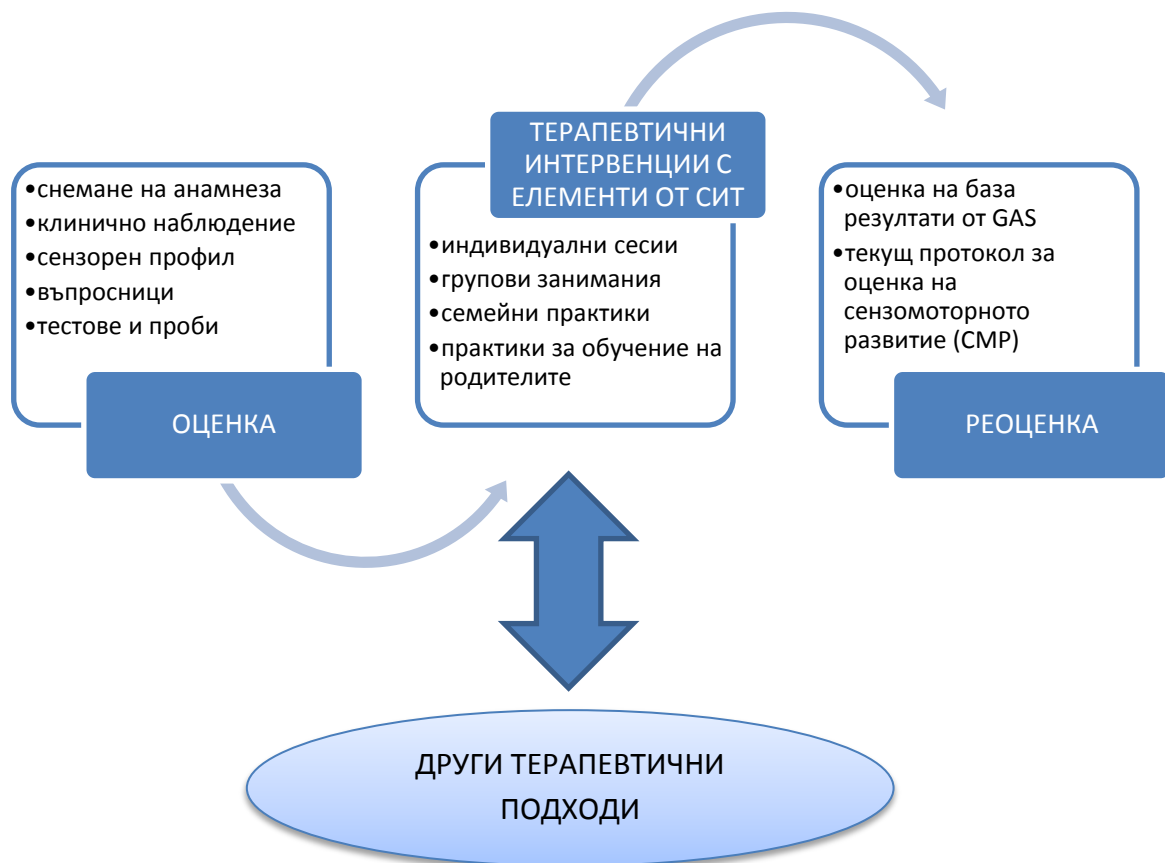 •снемане на анамнеза
•клинично наблюдение
•сензорен профил
•въпросници
•тестове и проби
ОЦЕНКА
ТЕРАПЕВТИЧНИ
ИНТЕРВЕНЦИИ С
ЕЛЕМЕНТИ ОТ СИТ
•индивидуални сесии
•групови занимания
•семейни практики
•практики за обучение на
родителите
•оценка на база
резултати от GAS
•текущ протокол за
оценка на
сензомоторното
развитие (СМР)
РЕОЦЕНКА
ДРУГИ ТЕРАПЕВТИЧНИ
ПОДХОДИ